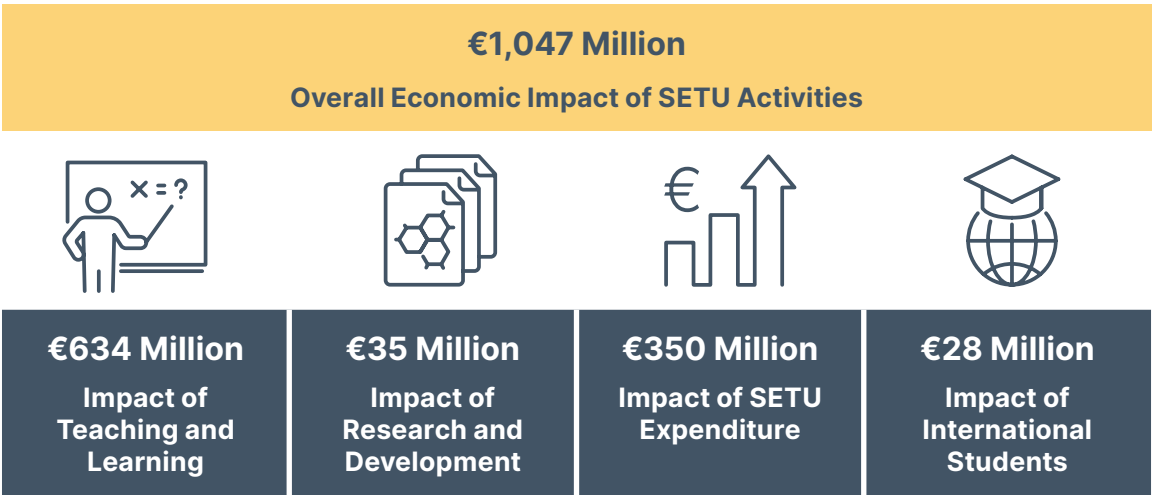 €1,047 Million
Overall Economic Impact of SETU Activities
x = ?
€
€634 Million
Impact of
Teaching and
Learning
€35 Million
Impact of
Research and
Development
€350 Million
Impact of SETU
Expenditure
€28 Million
Impact of
International
Students